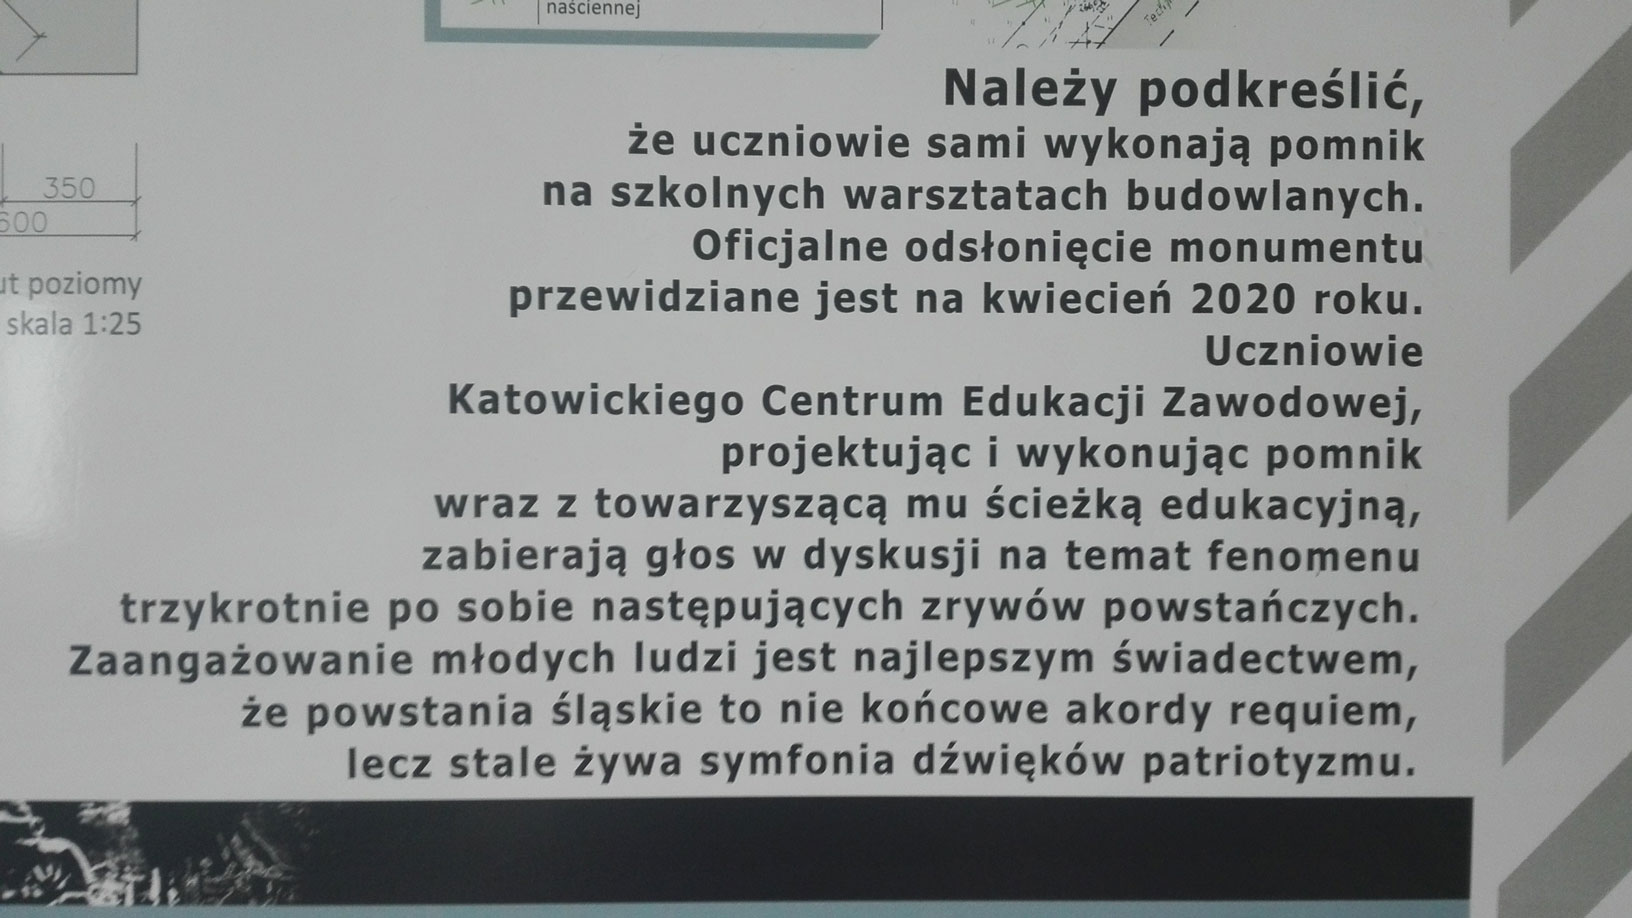 naściennej
350
600
poziomy
skala 1:25
Należy podkreślić,
że uczniowie sami wykonają pomnik
na szkolnych warsztatach budowlanych.
Oficjalne odsłonięcie monumentu
przewidziane jest na kwiecień 2020 roku.
Uczniowie
Katowickiego Centrum Edukacji Zawodowej,
projektując i wykonując pomnik
wraz z towarzyszącą mu ścieżką edukacyjną,
zabierają głos w dyskusji na temat fenomenu
trzykrotnie po sobie następujących zrywów powstańczych.
Zaangażowanie młodych ludzi jest najlepszym świadectwem,
że powstania śląskie to nie końcowe akordy requiem,
lecz stale żywa symfonia dźwięków patriotyzmu.